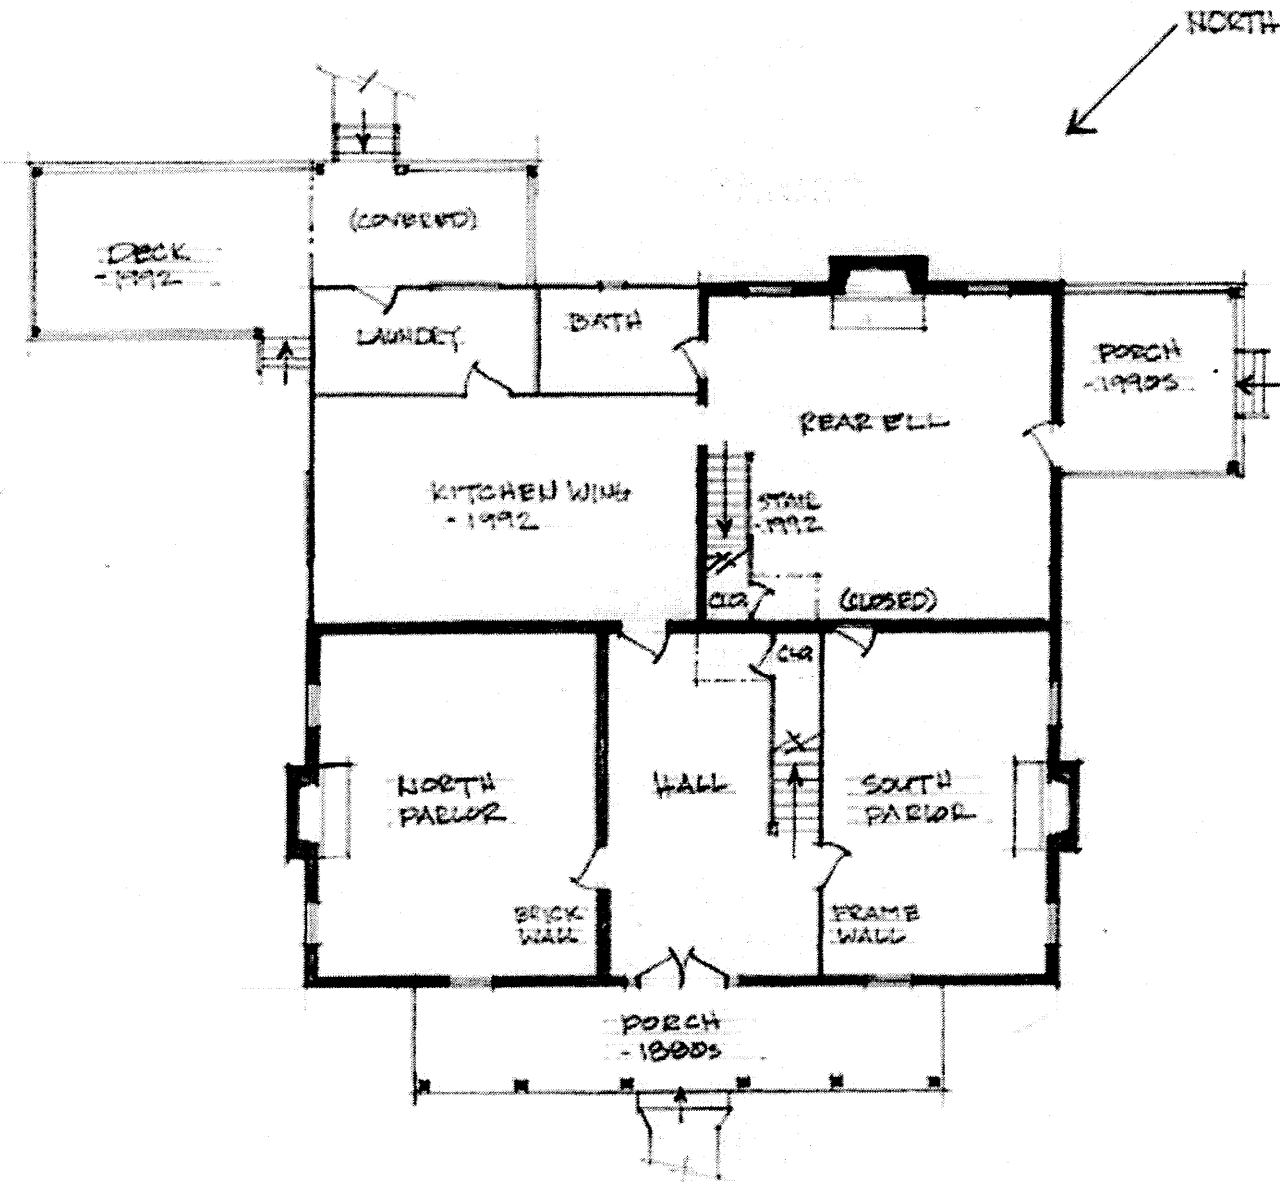 NORTH
(COVERED)
DECK
-1992
LAUNDRY
BATH
PORCH
-1990s
REAR ELL
KITCHEN WING
- 1992
STAIR
-1992
CLO.
(CLOSED)
CLO.
NORTH
PARLOR
HALL
SOUTH
PARLOR
BRICK
WALL
FRAME
WALL
PORCH
-1880s